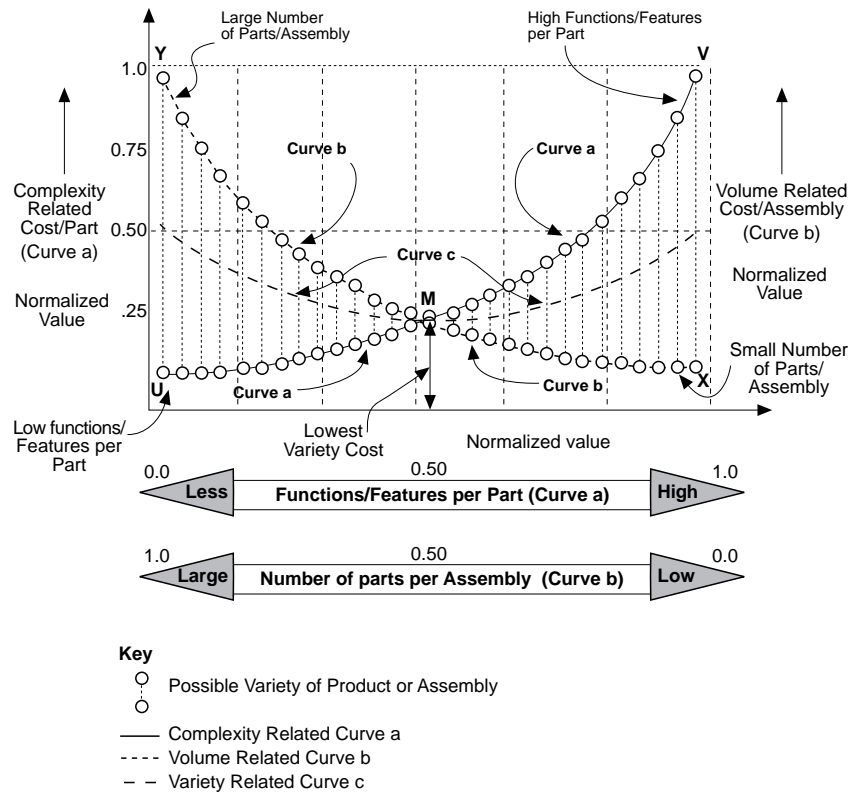 Large Number
of Parts/Assembly
High Functions/Features
per Part
Y
V
1.0
0.75
0.50
.25
Curve b
Curve a
Complexity
Related
Cost/Part
(Curve a)
Normalized
Value
Volume Related
Cost/Assembly
(Curve b)
Normalized
Value
Curve c
M
U
Curve a
Curve b
X
Small Number
of Parts/
Assembly
Low functions/
Features per
Part
Lowest
Variety Cost
Normalized value
0.0
0.50
1.0
Less
Functions/Features per Part (Curve a)
High
1.0
0.50
0.0
Large
Number of parts per Assembly (Curve b)
Low
Key
Possible Variety of Product or Assembly
Complexity Related Curve a
Volume Related Curve b
Variety Related Curve c